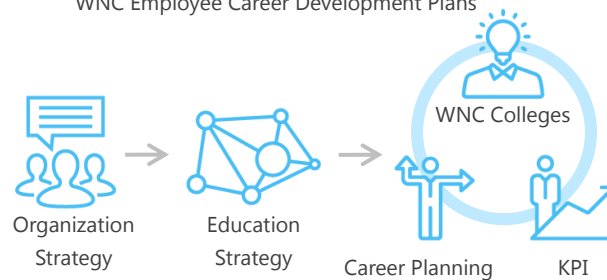 WNC Employee Career Development Plans
WNC Colleges
Organization
Strategy
Education
Strategy
Career Planning
KPI